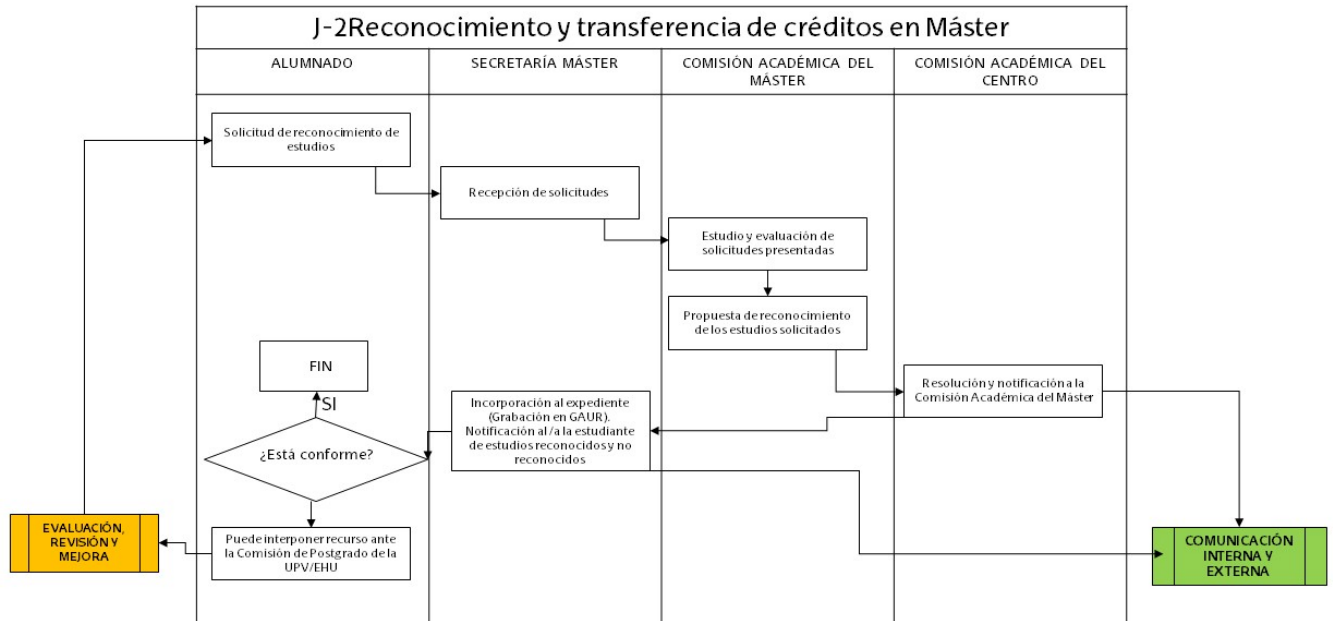 J-2Reconocimiento y transferencia de créditos en Máster
ALUMNADO
SECRETARÍA MÁSTER
COMISIÓN ACADÉMICA DEL
MÁSTER
COMISIÓN ACADÉMICA DEL
CENTRO
Solicitud de reconocimiento de
estudios
Recepción de solicitudes
Estudio y evaluación de
solicitudes presentadas
Propuesta de reconocimiento
de los estudios solicitados
Resolución y notificación a la
Comisión Académica del Máster
Incorporación al expediente
(Grabación en GAUR).
Notificación al /a la estudiante
de estudios reconocidos y no
reconocidos
FIN
SI
¿Está conforme?
Puede interponer recurso ante
la Comisión de Postgrado de la
UPV/EHU
EVALUACIÓN,
REVISIÓN Y
MEJORA
COMUNICACIÓN
INTERNA Y
EXTERNA